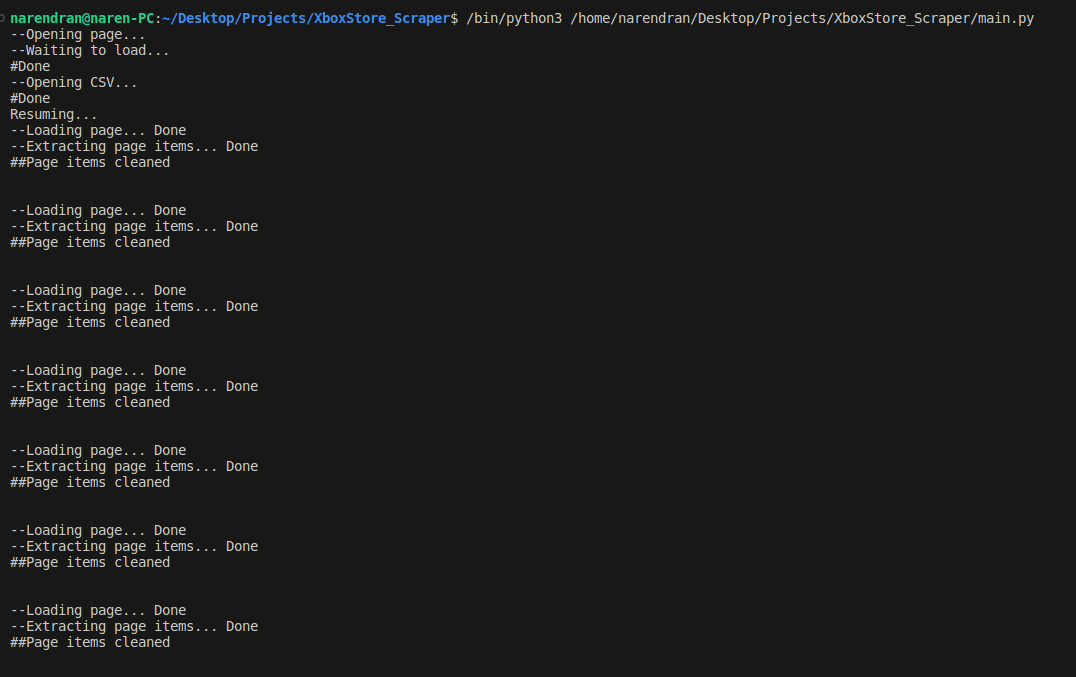 narendran@naren-PC:~/Desktop/Projects/XboxStore_Scraper$ /bin/python3 /home/narendran/Desktop/Projects/XboxStore_Scraper/main.py
--Opening page...
--Waiting to load...
#Done
--Opening CSV...
#Done
Resuming...
--Loading page... Done
--Extracting page items... Done
##Page items cleaned
--Loading page... Done
--Extracting page items... Done
##Page items cleaned
--Loading page... Done
--Extracting page items... Done
##Page items cleaned
--Loading page... Done
--Extracting page items... Done
##Page items cleaned
--Loading page... Done
--Extracting page items... Done
##Page items cleaned
--Loading page... Done
--Extracting page items... Done
##Page items cleaned
--Loading page... Done
--Extracting page items... Done
##Page items cleaned